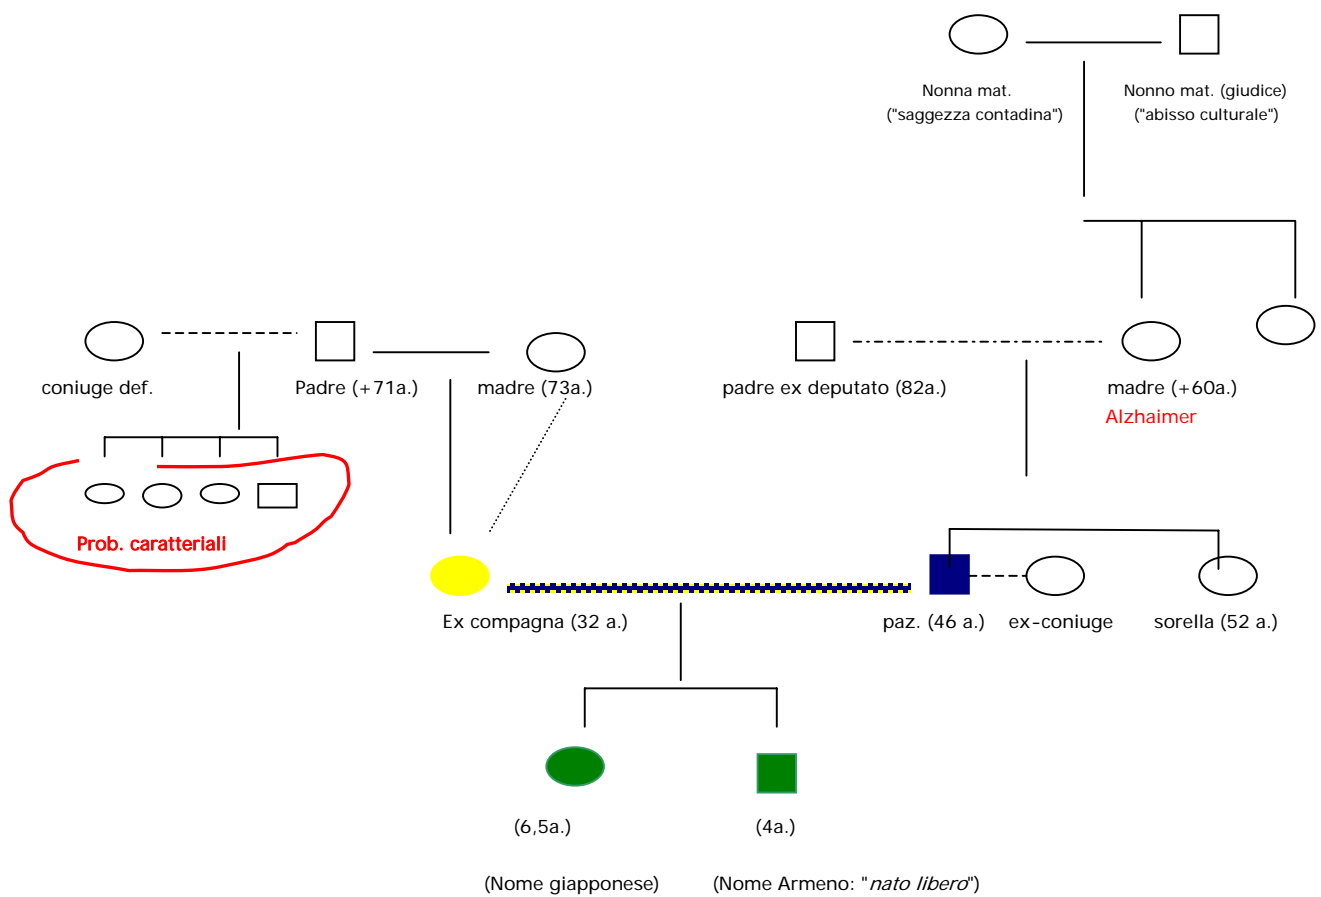 Nonna mat.
("saggezza contadina")
Nonno mat. (giudice)
("abisso culturale")
coniuge def.
Padre (+71a.)
madre (73a.)
padre ex deputato (82a.)
madre (+60a.)
Alzhaimer
Prob. caratteriali
Ex compagna (32 a.)
paz. (46 a.)
ex-coniuge
sorella (52 a.)
(6,5a.)
(4a.)
(Nome giapponese)
(Nome Armeno: "nato libero")